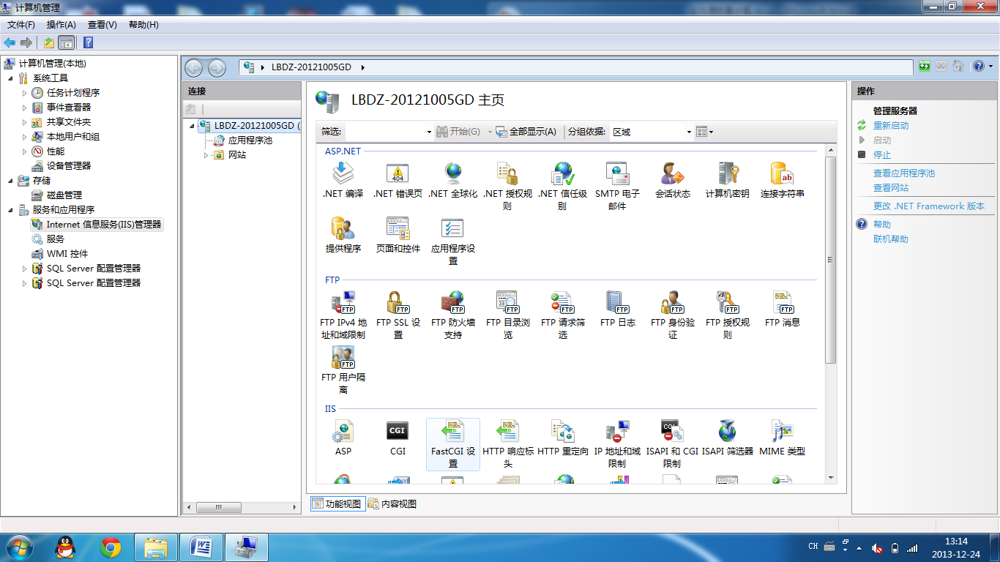 计算机管理
文件(F) 操作(A) 查看(V) 帮助(H)
计算机管理(本地)
系统工具
任务计划程序
事件查看器
共享文件夹
本地用户和组
性能
设备管理器
存储
磁盘管理
服务和应用程序
Internet 信息服务(IIS)管理器
服务
WMI 控件
SQL Server 配置管理器
SQL Server 配置管理器
LBDZ-20121005GD
连接
LBDZ-20121005GD (
应用程序池
网站
LBDZ-20121005GD 主页
筛选: 开始(G) 全部显示(A) 分组依据: 区域
ASP.NET
.NET 编译
.NET 错误页
.NET 全球化
.NET 授权规
则
.NET 信任级
别
SMTP 电子
邮件
会话状态
计算机密钥
连接字符串
提供程序
页面和控件
应用程序设
置
FTP
FTP IPv4 地
址和域限制
FTP SSL 设
置
FTP 防火墙
支持
FTP 目录浏
览
FTP 请求筛
选
FTP 日志
FTP 身份验
证
FTP 授权规
则
FTP 消息
FTP 用户隔
离
IIS
ASP
CGI
FastCGI 设
置
HTTP 响应标
头
HTTP 重定向
IP 地址和域
限制
ISAPI 和 CGI
限制
ISAPI 筛选器
MIME 类型
功能视图 内容视图
操作
管理服务器
重新启动
启动
停止
查看应用程序池
查看网站
更改 .NET Framework 版本
帮助
联机帮助
CH
13:14
2013-12-24